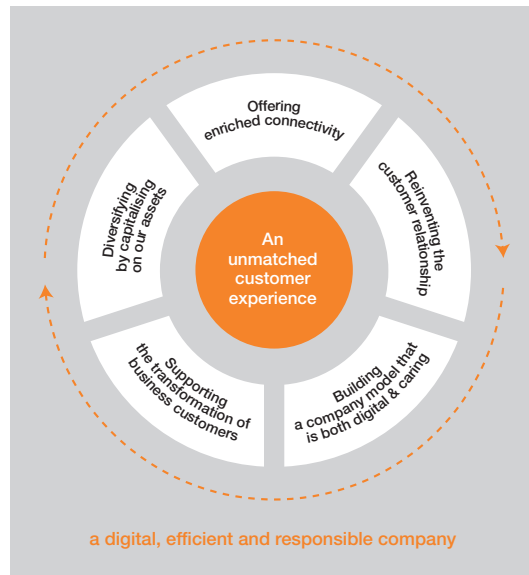 Offering
enriched connectivity
Reinventing the
customer relationship
Building
a company model that
is both digital & caring
Supporting
the transformation of
business customers
Diversifying
by capitalising
on our assets
An
unmatched
customer
experience
a digital, efficient and responsible company